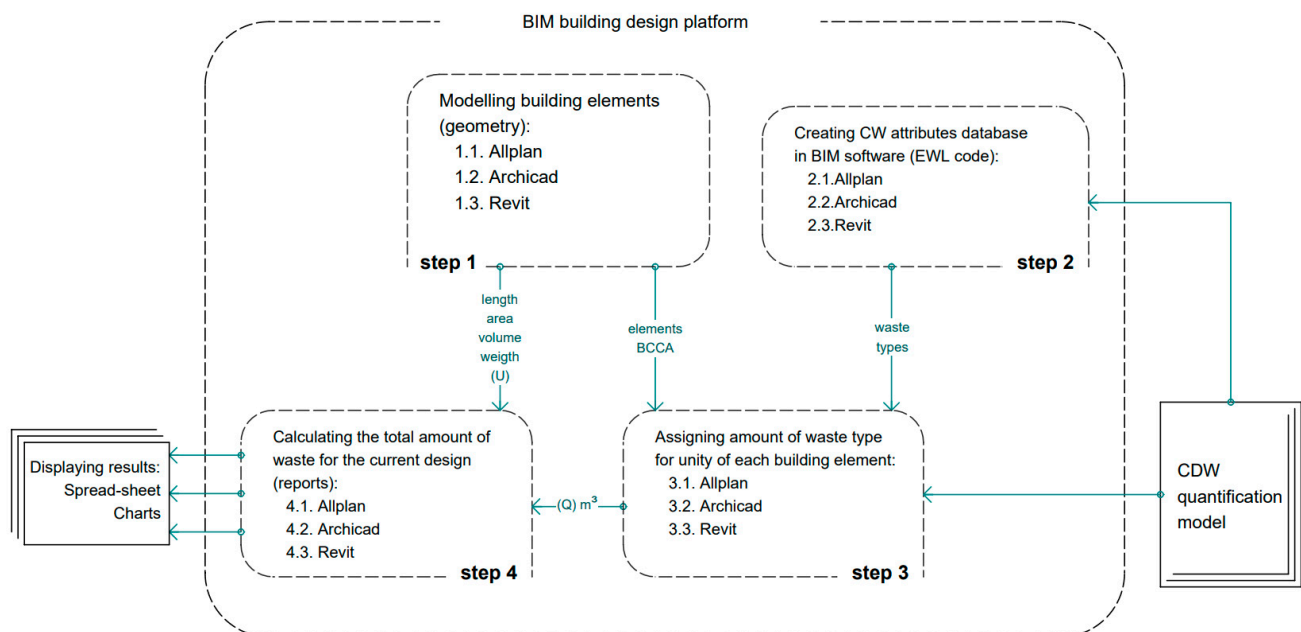 BIM building design platform
Modelling building elements
(geometry):
1.1. Allplan
1.2. Archicad
1.3. Revit
step 1
Creating CW attributes database
in BIM software (EWL code):
2.1.Allplan
2.2.Archicad
2.3.Revit
step 2
length
area
volume
weigth
(U)
elements
BCCA
waste
types
Displaying results:
Spread-sheet
Charts
Calculating the total amount of
waste for the current design
(reports):
4.1. Allplan
4.2. Archicad
4.3. Revit
step 4
(Q) m³
Assigning amount of waste type
for unity of each building element:
3.1. Allplan
3.2. Archicad
3.3. Revit
step 3
CDW
quantification
model